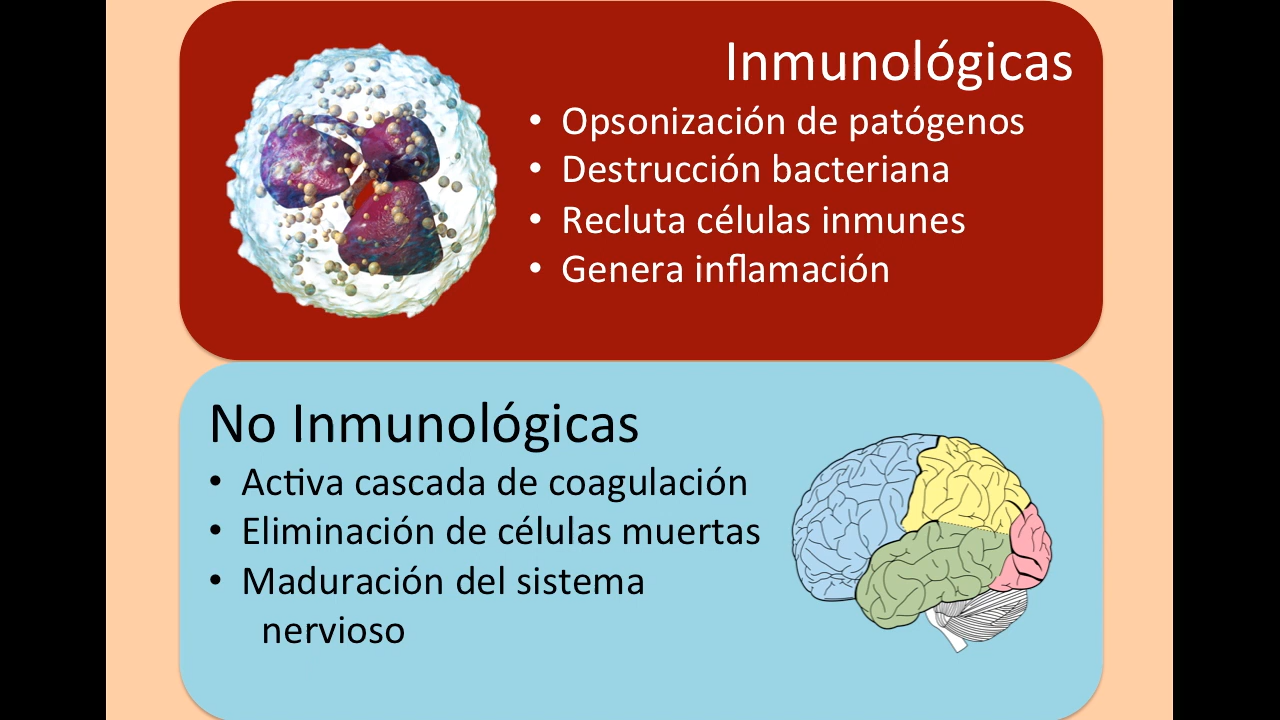 Inmunológicas
• Opsonización de patógenos
• Destrucción bacteriana
• Recluta células inmunes
• Genera inflamación
No Inmunológicas
• Activa cascada de coagulación
• Eliminación de células muertas
• Maduración del sistema
nervioso